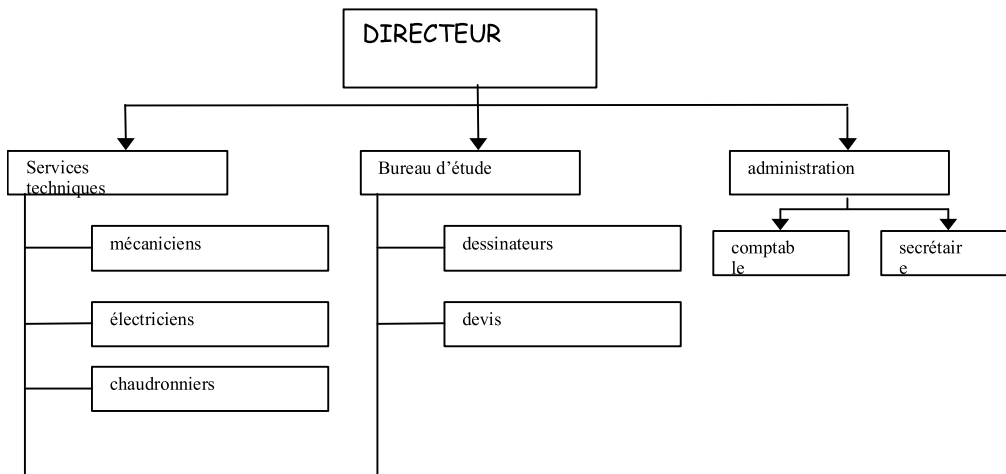 DIRECTEUR
Services
techniques
Bureau d’étude
administration
mécaniciens
dessinateurs
comptab
le
secrétair
e
électriciens
devis
chaudronniers